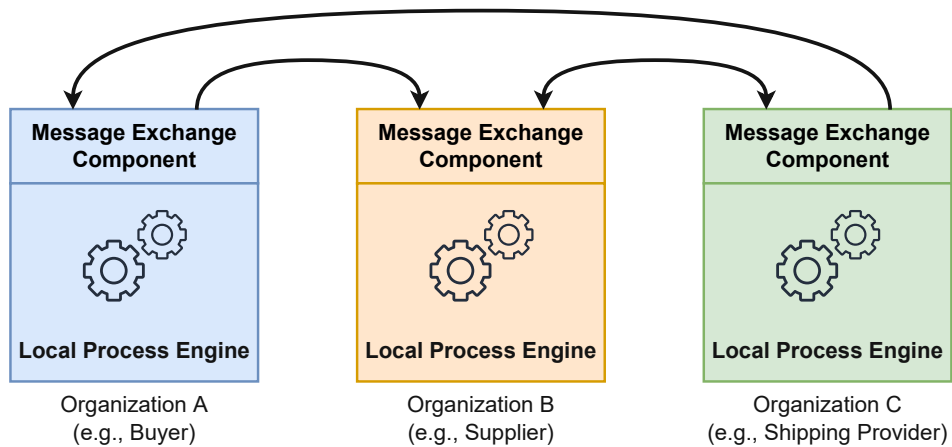 Message Exchange
Component
Local Process Engine
Organization A
(e.g., Buyer)
Message Exchange
Component
Local Process Engine
Organization B
(e.g., Supplier)
Message Exchange
Component
Local Process Engine
Organization C
(e.g., Shipping Provider)